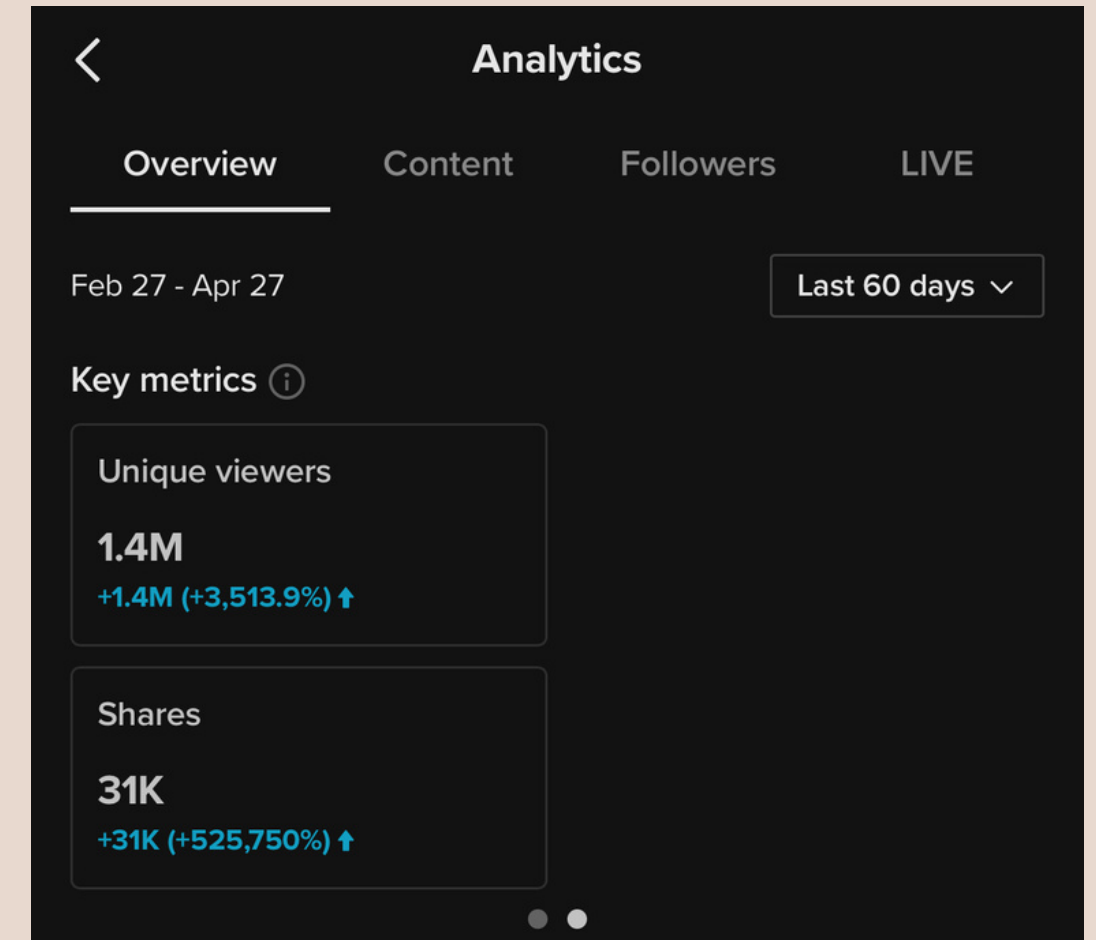 Analytics
Overview Content Followers LIVE
Feb 27 - Apr 27 Last 60 days
Key metrics
Unique viewers
1.4M
+1.4M (+3,513.9%)
Shares
31K
+31K (+525,750%)